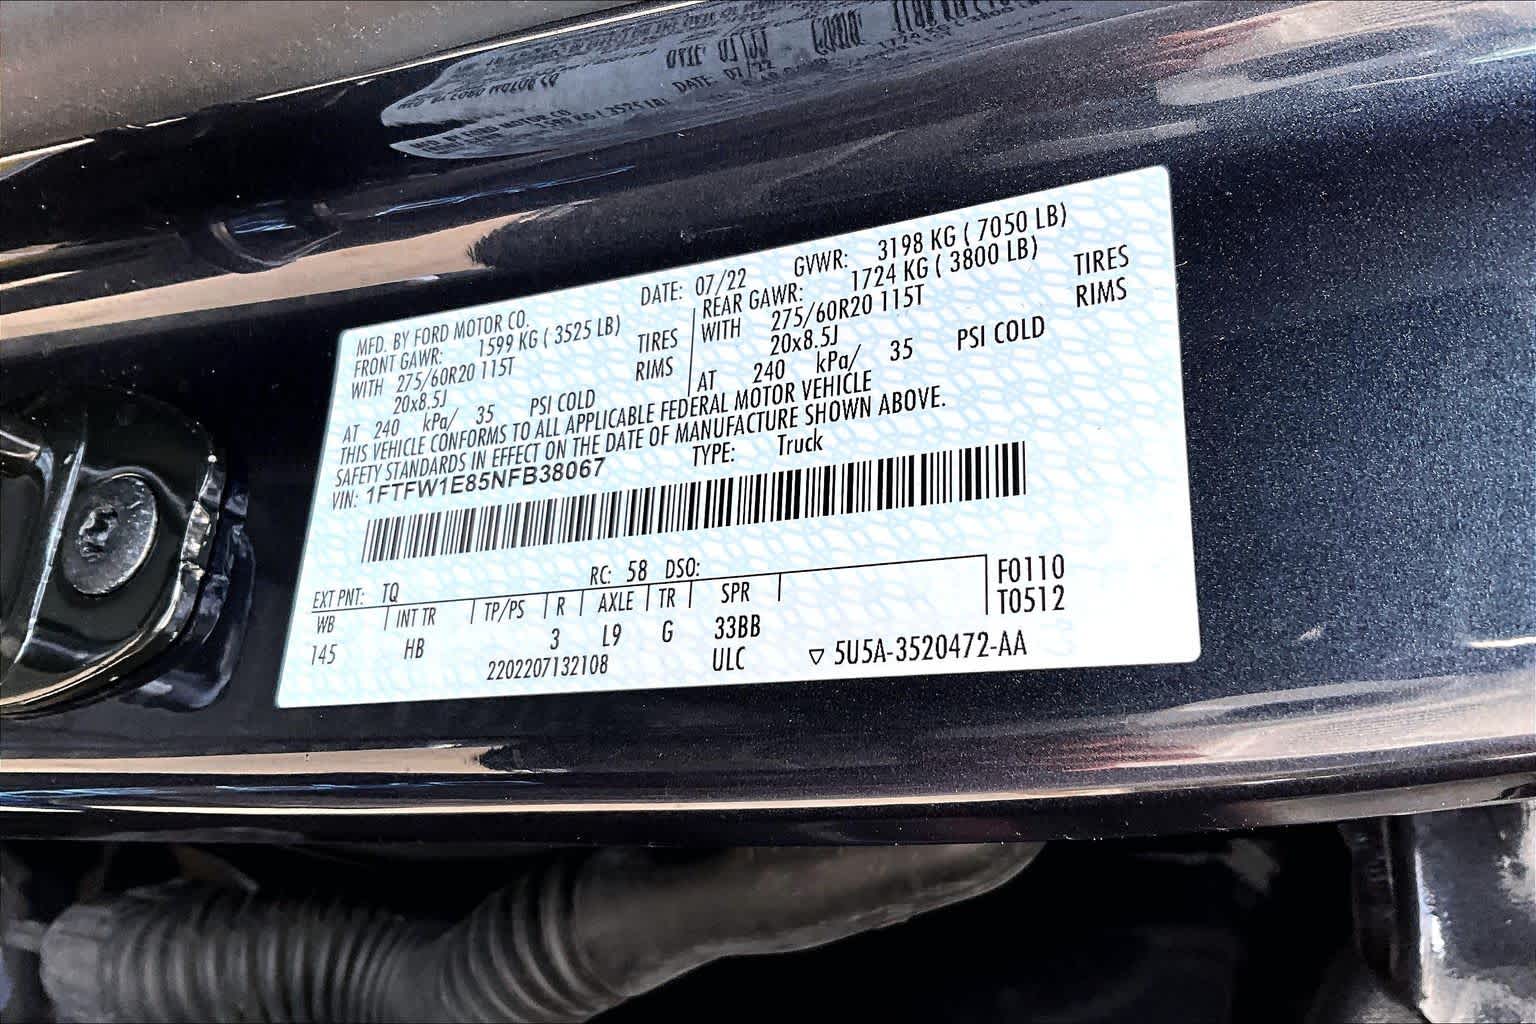 DATE: 07/22 GVWR: 3198 KG ( 7050 LB)
MFD. BY FORD MOTOR CO.
FRONT GAWR: 1599 KG ( 3525 LB)
WITH 275/60R20 115T TIRES
20x8.5J RIMS
AT 240 kPa/ 35 PSI COLD
REAR GAWR: 1724 KG ( 3800 LB)
WITH 275/60R20 115T TIRES
20x8.5J RIMS
AT 240 kPa/ 35 PSI COLD
THIS VEHICLE CONFORMS TO ALL APPLICABLE FEDERAL MOTOR VEHICLE
SAFETY STANDARDS IN EFFECT ON THE DATE OF MANUFACTURE SHOWN ABOVE.
VIN: 1FTFW1E85NFB38067 TYPE: Truck
EXT PNT: TQ RC: 58 DSO:
WB INT TR TP/PS R AXLE TR SPR
145 HB 3 L9 G 33BB
F0110
T0512
2202207132108 ULC ▽ 5U5A-3520472-AA